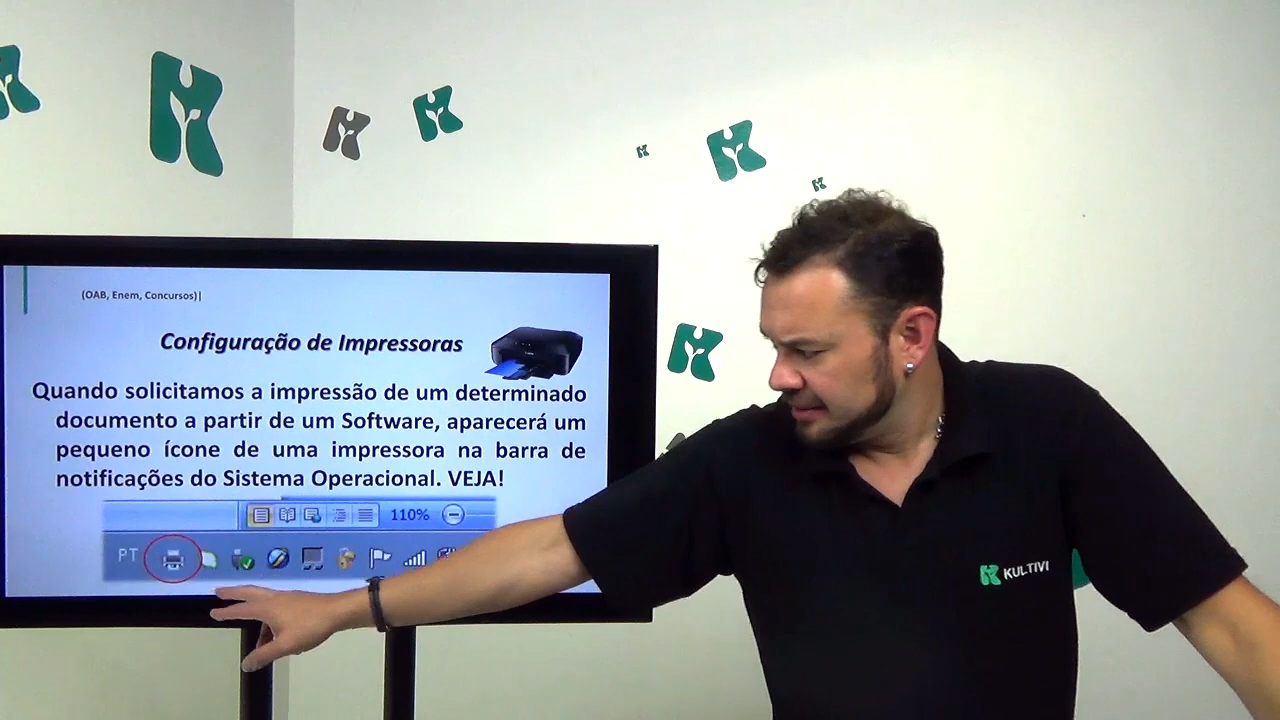 (OAB, Enem, Concursos)|
Configuração de Impressoras
Quando solicitamos a impressão de um determinado
documento a partir de um Software, aparecerá um
pequeno ícone de uma impressora na barra de
notificações do Sistema Operacional. VEJA!
110%
PT
KULTIVI